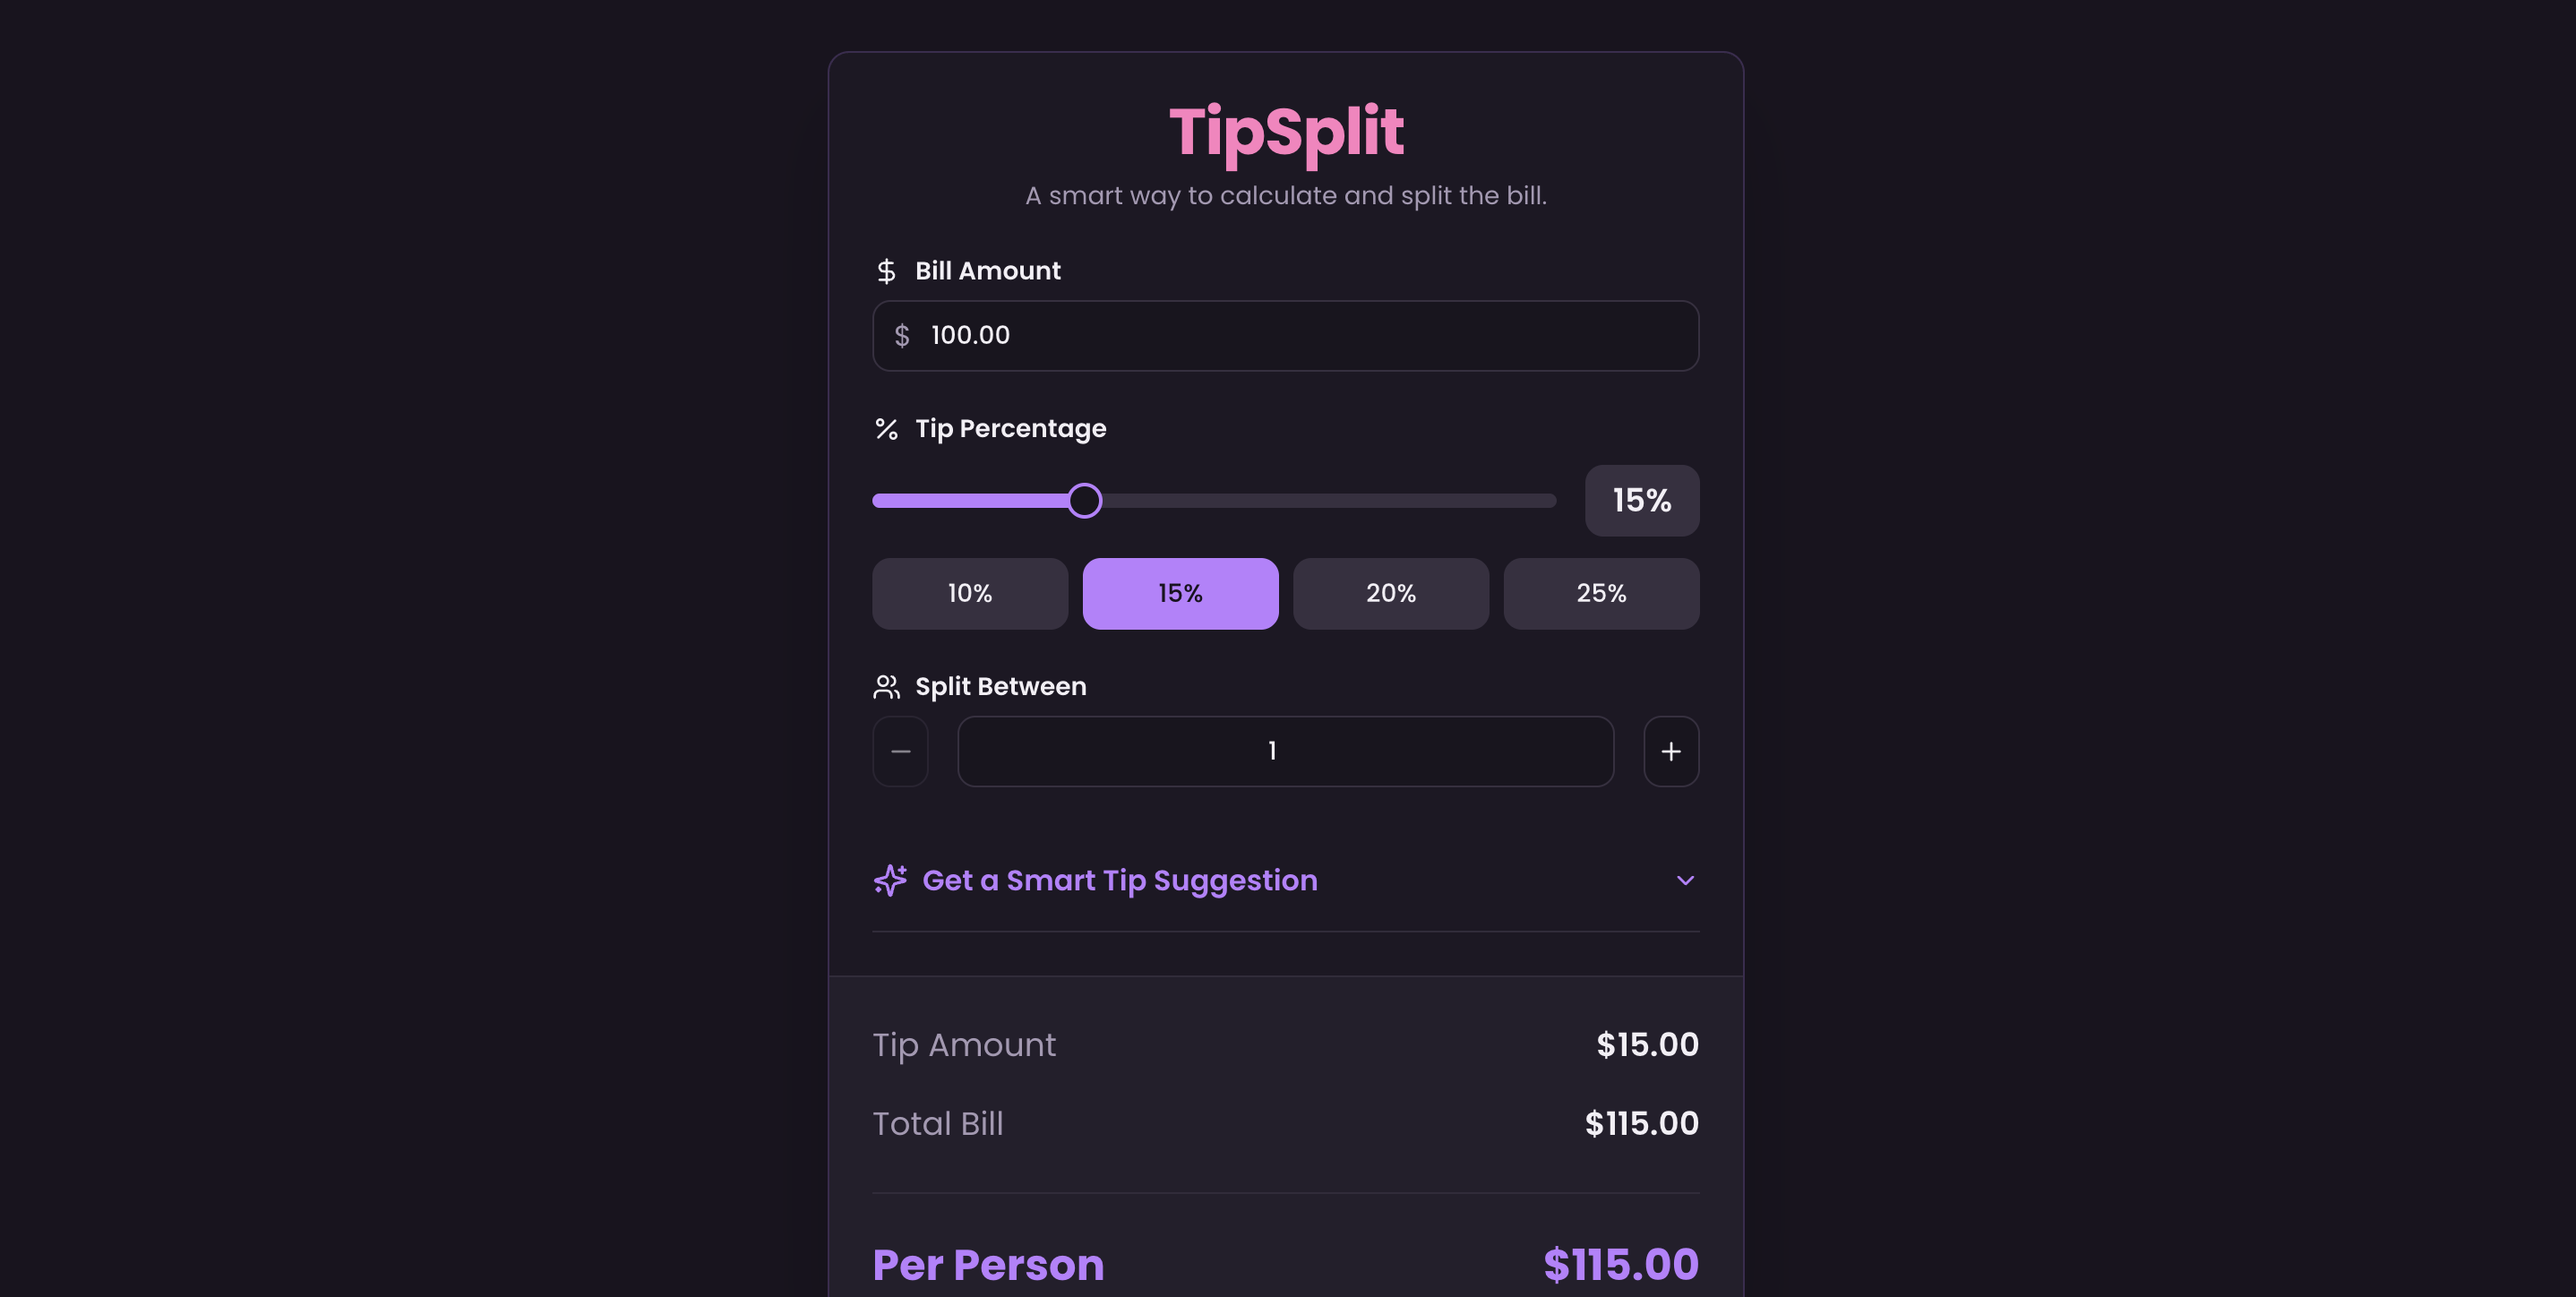 TipSplit
A smart way to calculate and split the bill.
Bill Amount
$ 100.00
Tip Percentage
15%
10% 15% 20% 25%
Split Between
1
Get a Smart Tip Suggestion
Tip Amount $15.00
Total Bill $115.00
Per Person $115.00